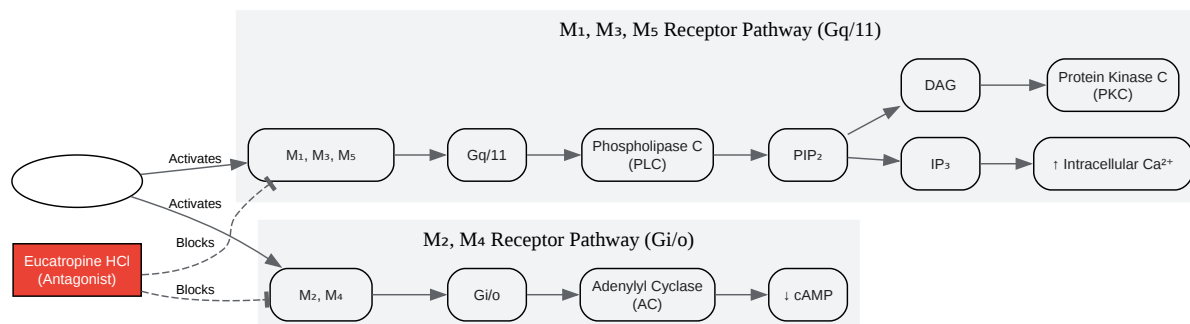 M₁, M₃, M₅ Receptor Pathway (Gq/11)
DAG
Protein Kinase C
(PKC)
Activates
M₁, M₃, M₅
Gq/11
Phospholipase C
(PLC)
PIP₂
IP₃
↑ Intracellular Ca²⁺
Activates
Blocks
M₂, M₄ Receptor Pathway (Gi/o)
Eucatropine HCl
(Antagonist)
Blocks
M₂, M₄
Gi/o
Adenylyl Cyclase
(AC)
↓ cAMP